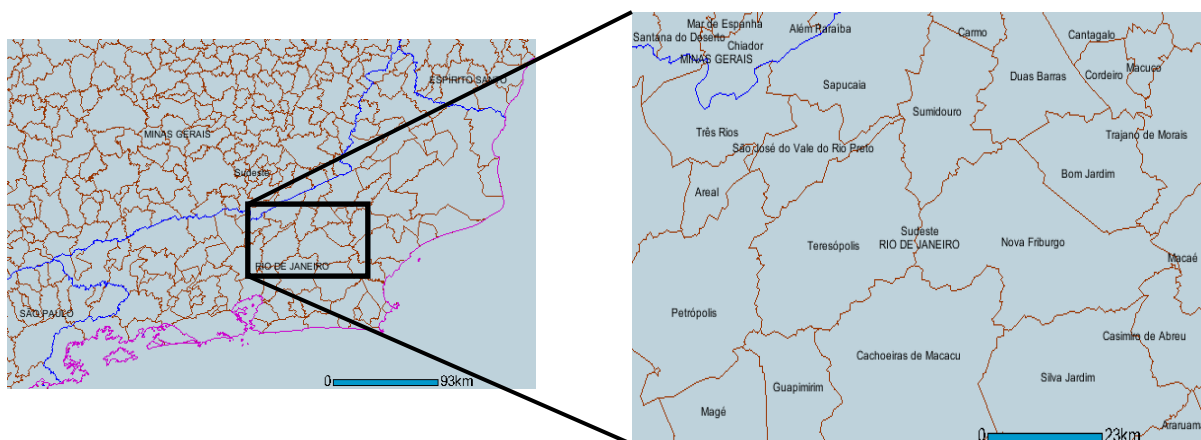 ESPÍRITO SANTO
MINAS GERAIS
Sudeste
RIO DE JANEIRO
SÃO PAULO
0 93km
Mar de Espanha
Além Paraíba
Carmo
Cantagalo
Santana do Deserto
Chiador
MINAS GERAIS
Macuco
Duas Barras
Cordeiro
Sapucaia
Sumidouro
Três Rios
Trajano de Morais
São José do Vale do Rio Preto
Bom Jardim
Areal
Sudeste
Teresópolis
RIO DE JANEIRO
Nova Friburgo
Macaé
Petrópolis
Casimiro de Abreu
Cachoeiras de Macacu
Silva Jardim
Guapimirim
Magé
Araruam
0 23km